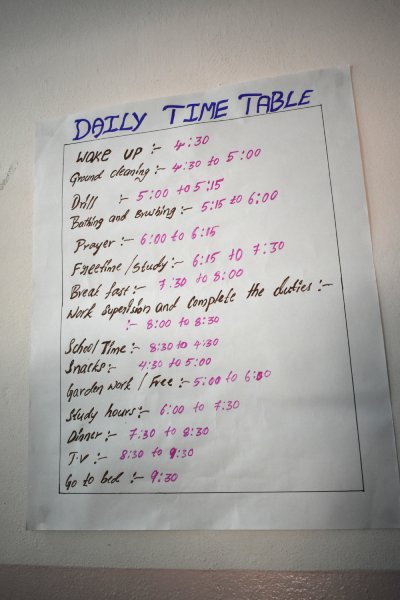 DAILY TIME TABLE
Wake up :- 4:30
Ground cleaning :- 4:30 to 5:00
Drill :- 5:00 to 5:15
Bathing and Brushing :- 5:15 to 6:00
Prayer :- 6:00 to 6:15
Freetime / Study :- 6:15 to 7:30
Break fast :- 7:30 to 8:00
Work Supervision and complete the duties :-
:- 8:00 to 8:30
School Time :- 8:30 to 4:30
Snacks :- 4:30 to 5:00
Garden work / Free :- 5:00 to 6:00
Study hours :- 6:00 to 7:30
Dinner :- 7:30 to 8:30
T.V :- 8:30 to 9:30
Go to bed :- 9:30